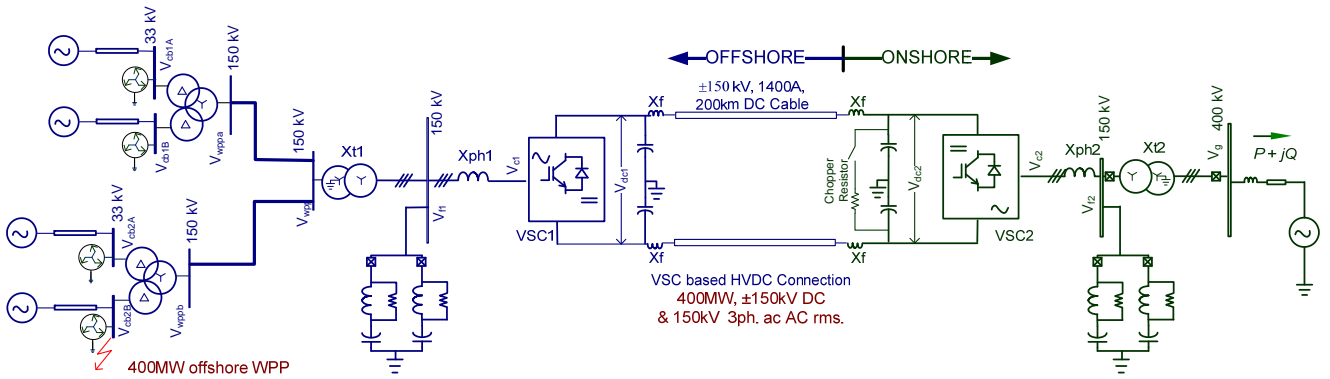 33 kV
V_cb1A
150 kV
V_cb1B
V_wppa
33 kV
V_cb2A
150 kV
V_cb2B
V_wppb
400MW offshore WPP
150 kV
V_wpp
Xt1
150 kV
V_f1
Xph1
V_c1
VSC1
OFFSHORE
ONSHORE
±150 kV, 1400A,
200km DC Cable
Xf
Xf
V_dc1
Chopper
Resistor
V_dc2
Xf
Xf
VSC based HVDC Connection
400MW, ±150kV DC
& 150kV 3ph. ac AC rms.
VSC2
V_c2
Xph2
150 kV
V_f2
Xt2
400 kV
V_g
P + jQ